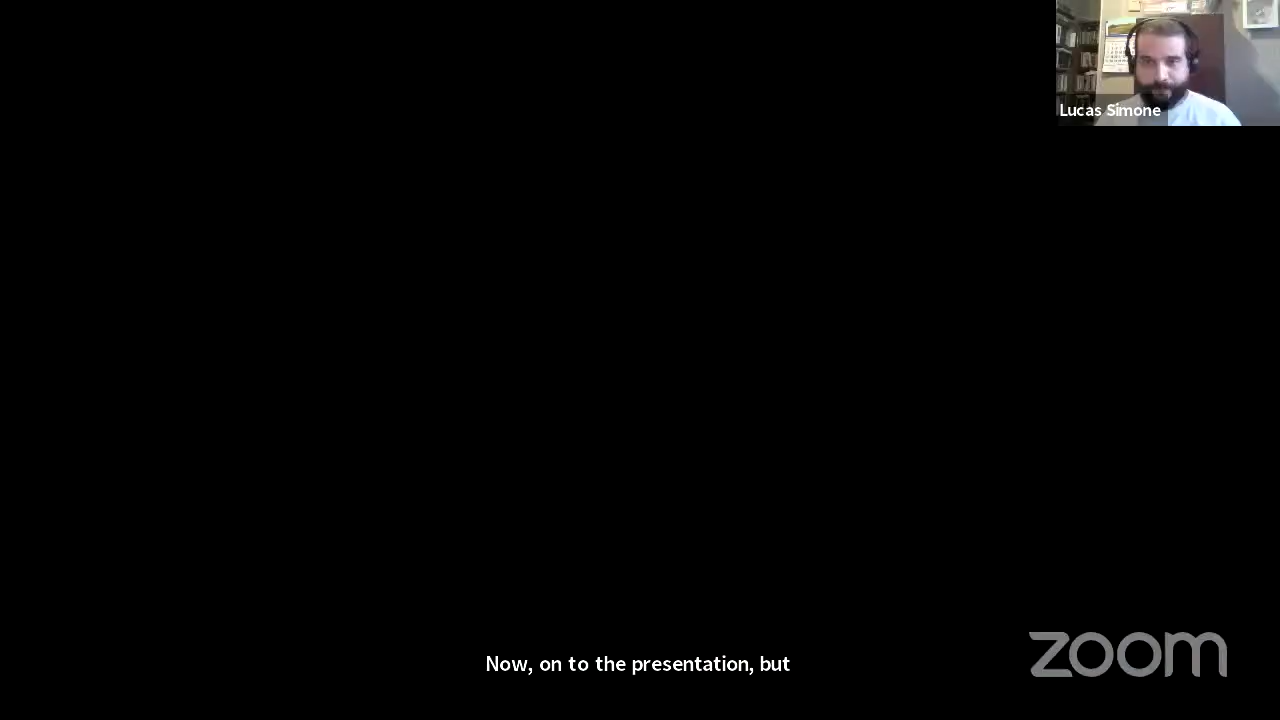 Lucas Simone
Now, on to the presentation, but
zoom